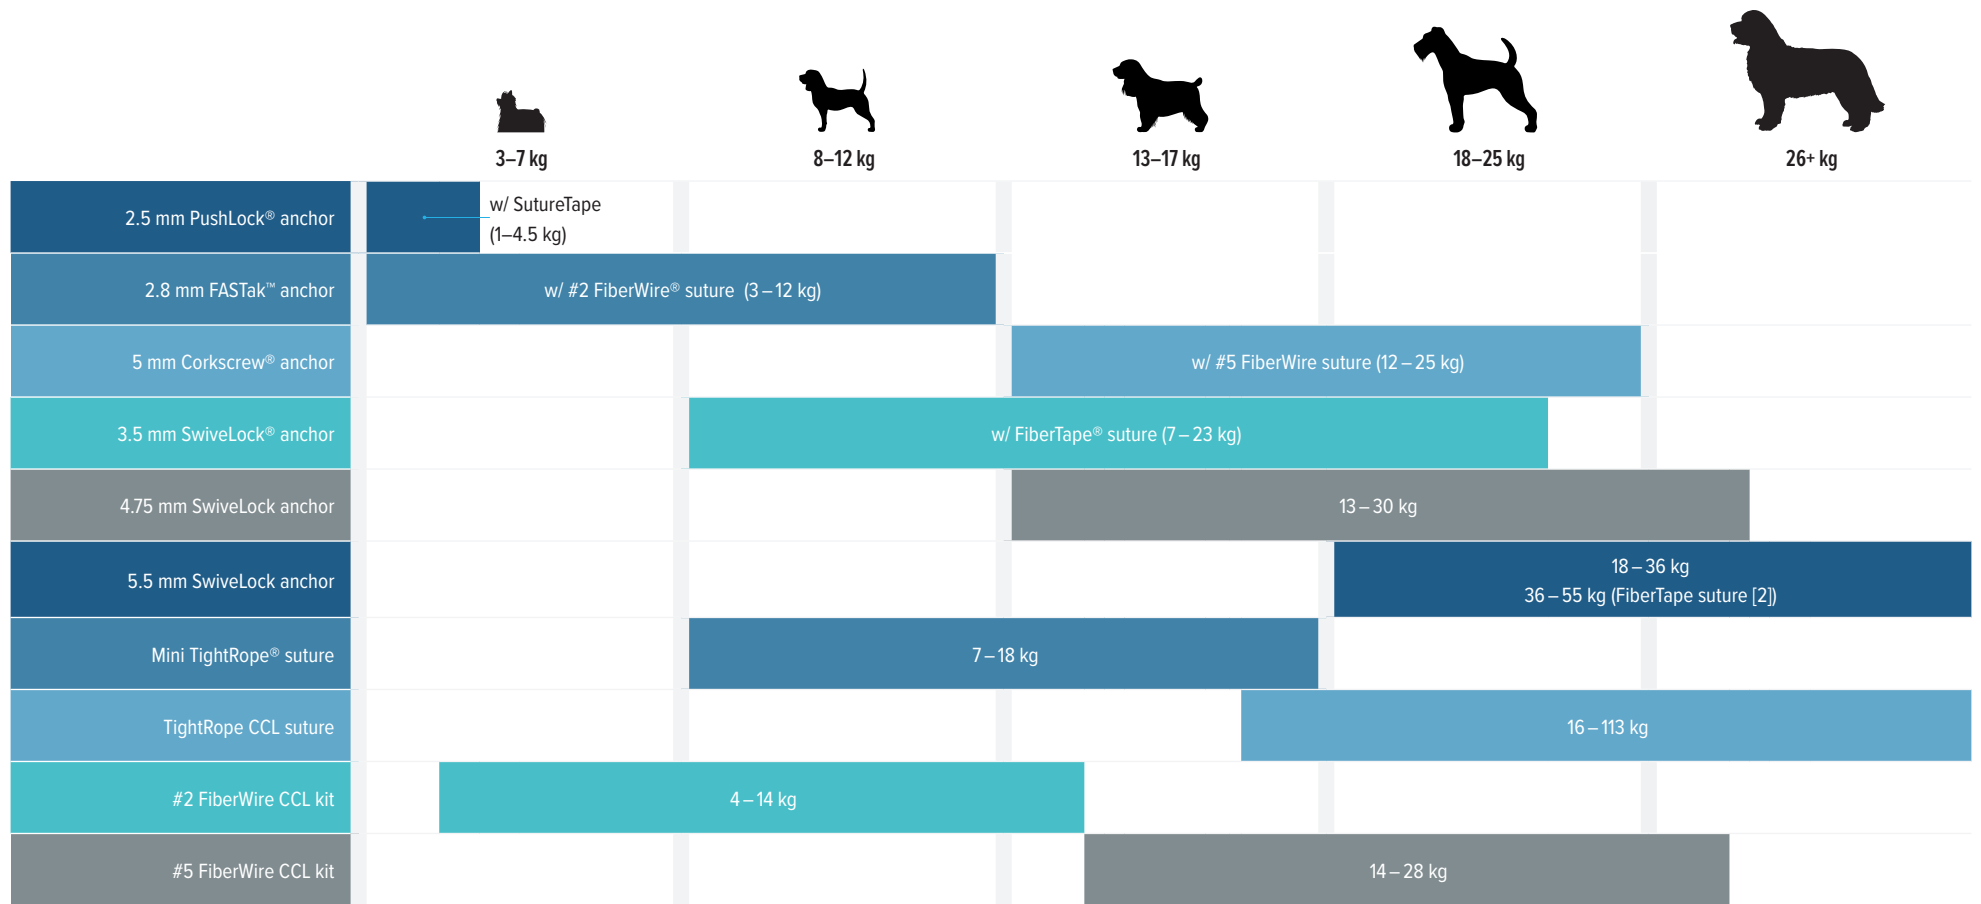 3–7 kg
8–12 kg
13–17 kg
18–25 kg
26+ kg
2.5 mm PushLock® anchor
w/ SutureTape
(1–4.5 kg)
2.8 mm FASTak™ anchor
w/ #2 FiberWire® suture (3–12 kg)
5 mm Corkscrew® anchor
w/ #5 FiberWire suture (12–25 kg)
3.5 mm SwiveLock® anchor
w/ FiberTape® suture (7–23 kg)
4.75 mm SwiveLock anchor
13–30 kg
5.5 mm SwiveLock anchor
18–36 kg
36–55 kg (FiberTape suture [2])
Mini TightRope® suture
7–18 kg
TightRope CCL suture
16–113 kg
#2 FiberWire CCL kit
4–14 kg
#5 FiberWire CCL kit
14–28 kg